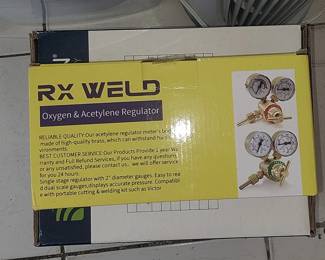 RX WELD
Oxygen & Acetylene Regulator
RELIABLE QUALITY:Our acetylene regulator meter's
made of high-quality brass, which can withstand
vironments.
BEST CUSTOMER SERVICE:Our Products Provide 1 year
ranty and Full Refund Services, if you have any question
or any unsatisfied, please contact us. we will offer service
for you 24 hours
Single stage regulator with 2" diameter gauges. Easy to rea
d dual scale gauges,displays accurate pressure. Compatibl
e with portable cutting & welding kit such as Victor